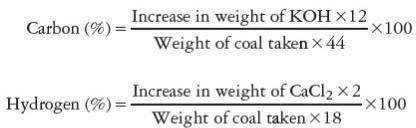 Carbon (%) = Increase in weight of KOH × 12 / Weight of coal taken × 44 × 100
Hydrogen (%) = Increase in weight of CaCl₂ × 2 / Weight of coal taken × 18 × 100